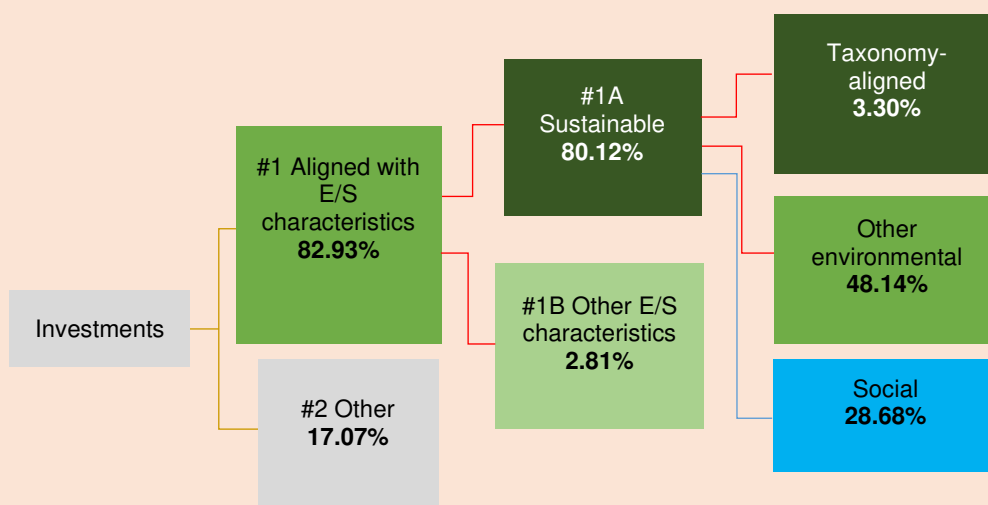 Investments
#1 Aligned with
E/S
characteristics
82.93%
#2 Other
17.07%
#1A
Sustainable
80.12%
#1B Other E/S
characteristics
2.81%
Taxonomy-
aligned
3.30%
Other
environmental
48.14%
Social
28.68%